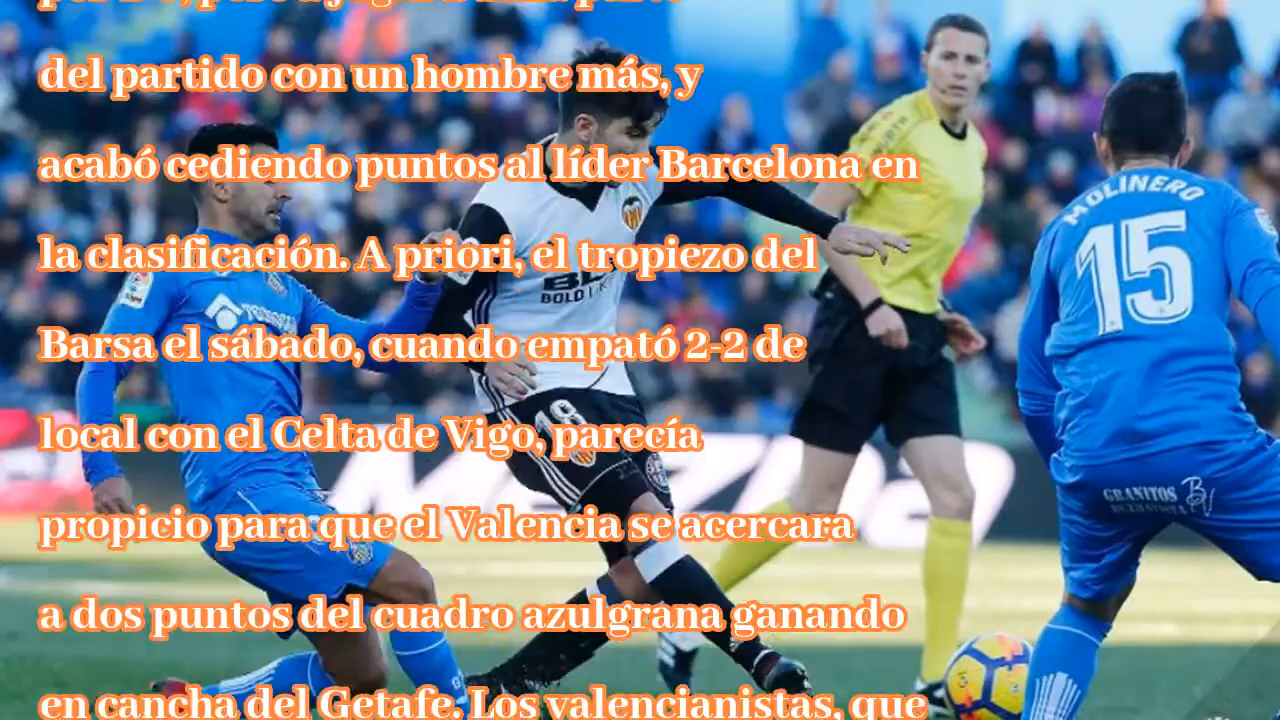 del partido con un hombre más, y
acabó cediendo puntos al líder Barcelona en
la clasificación. A priori, el tropiezo del
Barsa el sábado, cuando empató 2-2 de
local con el Celta de Vigo, parecía
propicio para que el Valencia se acercara
a dos puntos del cuadro azulgrana ganando
en cancha del Getafe. Los valencianistas, que
MOLINERO
15
GRANITOS
18